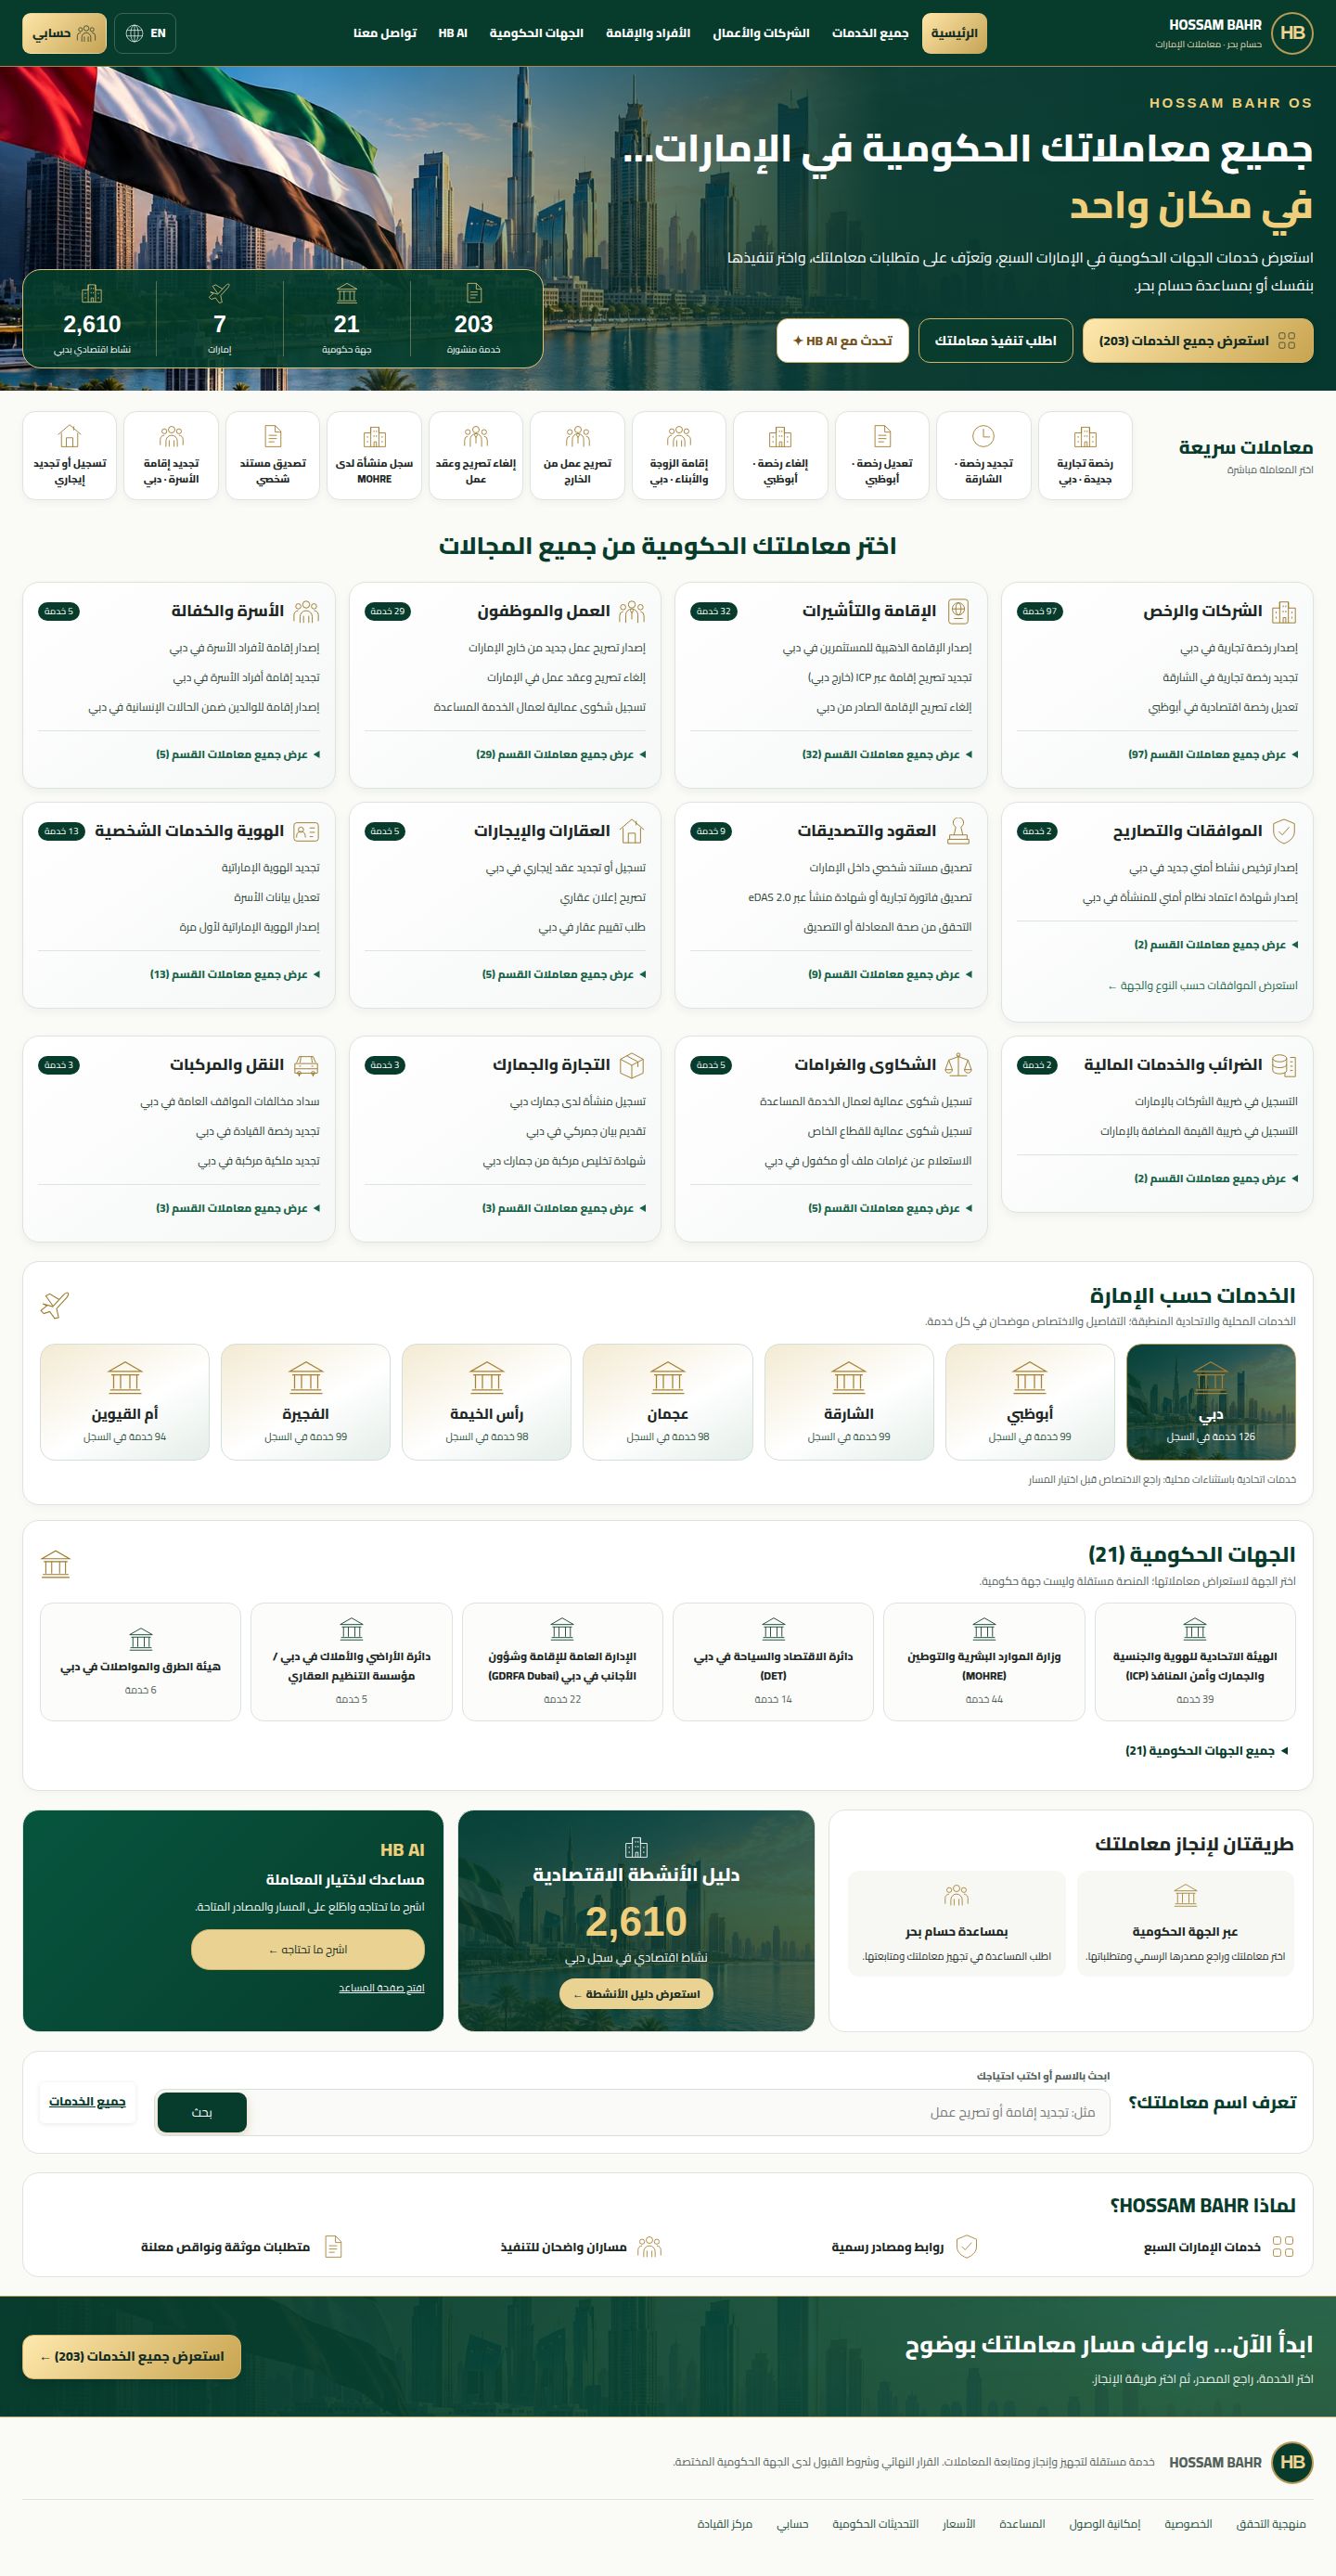 HB
HOSSAM BAHR
حسام بحر · معاملات الإمارات
الرئيسية
جميع الخدمات
الشركات والأعمال
الأفراد والإقامة
الجهات الحكومية
HB AI
تواصل معنا
EN
حسابي
HOSSAM BAHR OS
جميع معاملاتك الحكومية في الإمارات...
في مكان واحد
استعرض خدمات الجهات الحكومية في الإمارات السبع، وتعرّف على متطلبات معاملتك، واختر تنفيذها
بنفسك أو بمساعدة حسام بحر.
استعرض جميع الخدمات (203)
اطلب تنفيذ معاملتك
تحدث مع HB AI ✦
203
خدمة منشورة
21
جهة حكومية
7
إمارات
2,610
نشاط اقتصادي بدبي
معاملات سريعة
اختر المعاملة مباشرة
رخصة تجارية
جديدة · دبي
تجديد رخصة ·
الشارقة
تعديل رخصة ·
أبوظبي
إلغاء رخصة ·
أبوظبي
إقامة الزوجة
والأبناء · دبي
تصريح عمل من
الخارج
إلغاء تصريح وعقد
عمل
سجل منشأة لدى
MOHRE
تصديق مستند
شخصي
تجديد إقامة
الأسرة · دبي
تسجيل أو تجديد
إيجاري
اختر معاملتك الحكومية من جميع المجالات
الشركات والرخص
97 خدمة
إصدار رخصة تجارية في دبي
تجديد رخصة تجارية في الشارقة
تعديل رخصة اقتصادية في أبوظبي
◀ عرض جميع معاملات القسم (97)
الإقامة والتأشيرات
32 خدمة
إصدار الإقامة الذهبية للمستثمرين في دبي
تجديد تصريح إقامة عبر ICP (خارج دبي)
إلغاء تصريح الإقامة الصادر من دبي
◀ عرض جميع معاملات القسم (32)
العمل والموظفون
29 خدمة
إصدار تصريح عمل جديد من خارج الإمارات
إلغاء تصريح وعقد عمل في الإمارات
تسجيل شكوى عمالية لعمال الخدمة المساعدة
◀ عرض جميع معاملات القسم (29)
الأسرة والكفالة
5 خدمة
إصدار إقامة لأفراد الأسرة في دبي
تجديد إقامة أفراد الأسرة في دبي
إصدار إقامة للوالدين ضمن الحالات الإنسانية في دبي
◀ عرض جميع معاملات القسم (5)
الموافقات والتصاريح
2 خدمة
إصدار ترخيص نشاط أمني جديد في دبي
إصدار شهادة اعتماد نظام أمني للمنشأة في دبي
◀ عرض جميع معاملات القسم (2)
استعرض الموافقات حسب النوع والجهة ←
العقود والتصديقات
9 خدمة
تصديق مستند شخصي داخل الإمارات
تصديق فاتورة تجارية أو شهادة منشأ عبر eDAS 2.0
التحقق من صحة المعادلة أو التصديق
◀ عرض جميع معاملات القسم (9)
العقارات والإيجارات
5 خدمة
تسجيل أو تجديد عقد إيجاري في دبي
تصريح إعلان عقاري
طلب تقييم عقار في دبي
◀ عرض جميع معاملات القسم (5)
الهوية والخدمات الشخصية
13 خدمة
تجديد الهوية الإماراتية
تعديل بيانات الأسرة
إصدار الهوية الإماراتية لأول مرة
◀ عرض جميع معاملات القسم (13)
الضرائب والخدمات المالية
2 خدمة
التسجيل في ضريبة الشركات بالإمارات
التسجيل في ضريبة القيمة المضافة بالإمارات
◀ عرض جميع معاملات القسم (2)
الشكاوى والغرامات
5 خدمة
تسجيل شكوى عمالية لعمال الخدمة المساعدة
تسجيل شكوى عمالية للقطاع الخاص
الاستعلام عن غرامات ملف أو مكفول في دبي
◀ عرض جميع معاملات القسم (5)
التجارة والجمارك
3 خدمة
تسجيل منشأة لدى جمارك دبي
تقديم بيان جمركي في دبي
شهادة تخليص مركبة من جمارك دبي
◀ عرض جميع معاملات القسم (3)
النقل والمركبات
3 خدمة
سداد مخالفات المواقف العامة في دبي
تجديد رخصة القيادة في دبي
تجديد ملكية مركبة في دبي
◀ عرض جميع معاملات القسم (3)
الخدمات حسب الإمارة
الخدمات المحلية والاتحادية المنطبقة؛ التفاصيل والاختصاص موضحان في كل خدمة.
دبي
126 خدمة في السجل
أبوظبي
99 خدمة في السجل
الشارقة
99 خدمة في السجل
عجمان
98 خدمة في السجل
رأس الخيمة
98 خدمة في السجل
الفجيرة
99 خدمة في السجل
أم القيوين
94 خدمة في السجل
خدمات اتحادية باستثناءات محلية: راجع الاختصاص قبل اختيار المسار
الجهات الحكومية (21)
اختر الجهة لاستعراض معاملاتها؛ المنصة مستقلة وليست جهة حكومية.
الهيئة الاتحادية للهوية والجنسية
والجمارك وأمن المنافذ (ICP)
39 خدمة
وزارة الموارد البشرية والتوطين
(MOHRE)
44 خدمة
دائرة الاقتصاد والسياحة في دبي
(DET)
14 خدمة
الإدارة العامة للإقامة وشؤون
الأجانب في دبي (GDRFA Dubai)
22 خدمة
دائرة الأراضي والأملاك في دبي /
مؤسسة التنظيم العقاري
5 خدمة
هيئة الطرق والمواصلات في دبي
6 خدمة
◀ جميع الجهات الحكومية (21)
طريقتان لإنجاز معاملتك
عبر الجهة الحكومية
اختر معاملتك وراجع مصدرها الرسمي ومتطلباتها.
بمساعدة حسام بحر
اطلب المساعدة في تجهيز معاملتك ومتابعتها.
دليل الأنشطة الاقتصادية
2,610
نشاط اقتصادي في سجل دبي
استعرض دليل الأنشطة ←
HB AI
مساعدك لاختيار المعاملة
اشرح ما تحتاجه واطّلع على المسار والمصادر المتاحة.
اشرح ما تحتاجه ←
افتح صفحة المساعد
تعرف اسم معاملتك؟
ابحث بالاسم أو اكتب احتياجك
مثل: تجديد إقامة أو تصريح عمل
بحث
جميع الخدمات
لماذا HOSSAM BAHR؟
خدمات الإمارات السبع
روابط ومصادر رسمية
مساران واضحان للتنفيذ
متطلبات موثقة ونواقص معلنة
ابدأ الآن... واعرف مسار معاملتك بوضوح
اختر الخدمة، راجع المصدر، ثم اختر طريقة الإنجاز.
استعرض جميع الخدمات (203) ←
HB
HOSSAM BAHR
خدمة مستقلة لتجهيز وإنجاز ومتابعة المعاملات. القرار النهائي وشروط القبول لدى الجهة الحكومية المختصة.
منهجية التحقق
الخصوصية
إمكانية الوصول
المساعدة
الأسعار
التحديثات الحكومية
حسابي
مركز القيادة